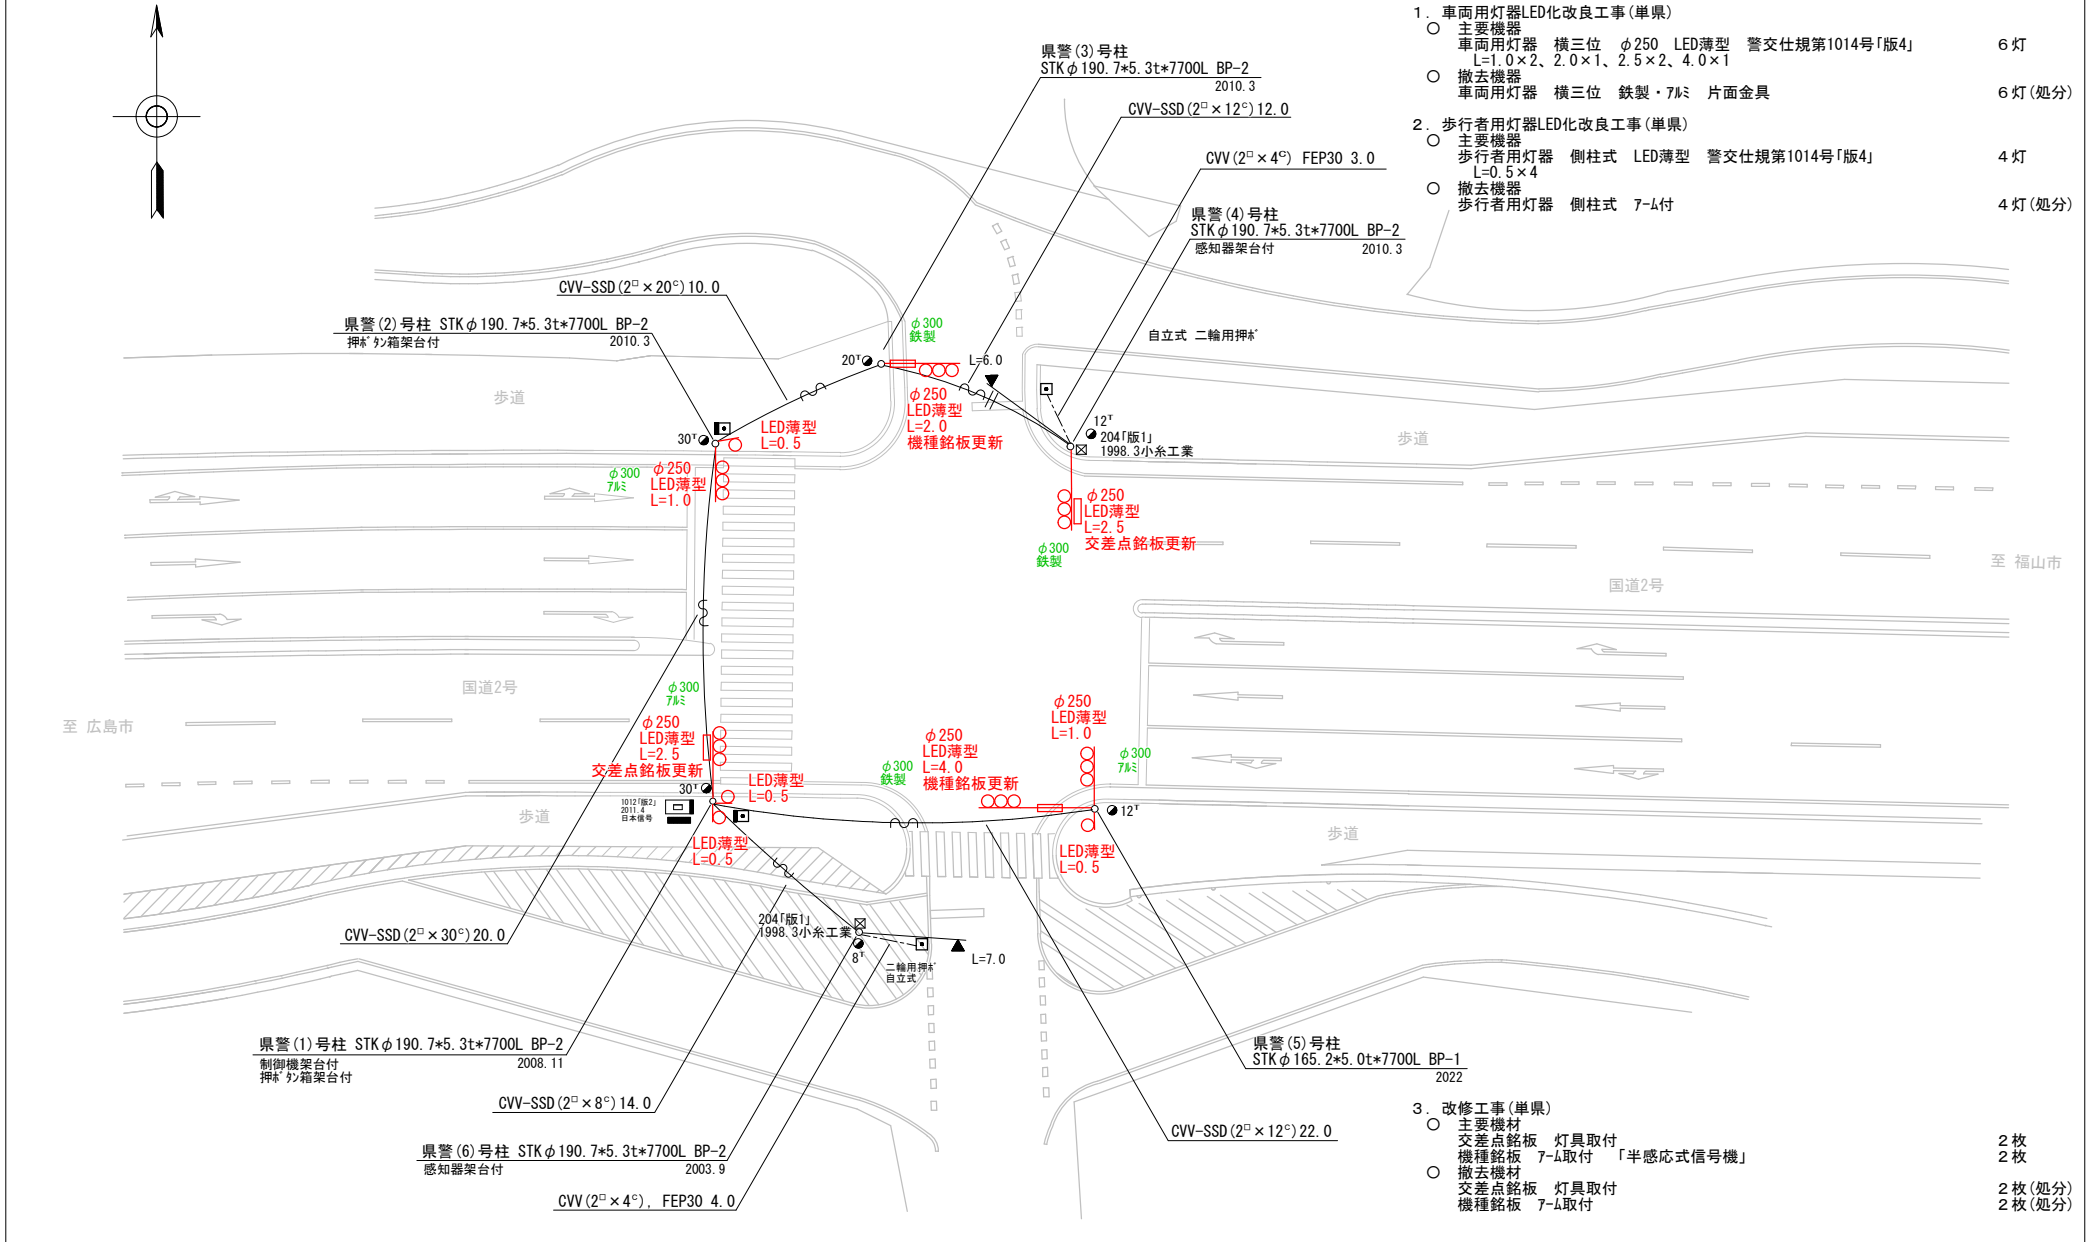 1. 車両用灯器LED化改良工事(単県)
○ 主要機器
車両用灯器 横三位 φ250 LED薄型 警交仕規第1014号「版4」 6灯
L=1.0×2、2.0×1、2.5×2、4.0×1
○ 撤去機器
車両用灯器 横三位 鉄製・アルミ 片面金具 6灯(処分)
2. 歩行者用灯器LED化改良工事(単県)
○ 主要機器
歩行者用灯器 側柱式 LED薄型 警交仕規第1014号「版4」 4灯
L=0.5×4
○ 撤去機器
歩行者用灯器 側柱式 アーム付 4灯(処分)
県警(3)号柱
STKφ190.7*5.3t*7700L BP-2
2010.3
CVV-SSD(2□×12c)12.0
CVV(2□×4c) FEP30 3.0
県警(4)号柱
STKφ190.7*5.3t*7700L BP-2
感知器架台付 2010.3
CVV-SSD(2□×20c)10.0
県警(2)号柱 STKφ190.7*5.3t*7700L BP-2
押ボタン箱架台付 2010.3
φ300
鉄製
自立式 二輪用押ボ
20T
L=6.0
歩道
φ250
LED薄型
L=2.0
機種銘板更新
LED薄型
L=0.5
30T
12T
204「版1」
1998.3小糸工業
歩道
φ300
アルミ
φ250
LED薄型
L=1.0
φ250
LED薄型
L=2.5
交差点銘板更新
φ300
鉄製
至 福山市
国道2号
国道2号
至 広島市
φ300
アルミ
φ250
LED薄型
L=2.5
交差点銘板更新
φ250
LED薄型
L=1.0
φ300
アルミ
φ250
LED薄型
L=4.0
機種銘板更新
φ300
鉄製
30T
LED薄型
L=0.5
1012「版2」
2011.4
日本信号
歩道
12T
歩道
LED薄型
L=0.5
LED薄型
L=0.5
204「版1」
1998.3小糸工業
8T
二輪用押ボ
自立式
L=7.0
CVV-SSD(2□×30c)20.0
県警(1)号柱 STKφ190.7*5.3t*7700L BP-2
制御機架台付 2008.11
押ボタン箱架台付
県警(5)号柱
STKφ165.2*5.0t*7700L BP-1
2022
CVV-SSD(2□×8c)14.0
CVV-SSD(2□×12c)22.0
県警(6)号柱 STKφ190.7*5.3t*7700L BP-2
感知器架台付 2003.9
CVV(2□×4c), FEP30 4.0
3. 改修工事(単県)
○ 主要機材
交差点銘板 灯具取付 2枚
機種銘板 アーム取付 「半感応式信号機」 2枚
○ 撤去機材
交差点銘板 灯具取付 2枚(処分)
機種銘板 アーム取付 2枚(処分)